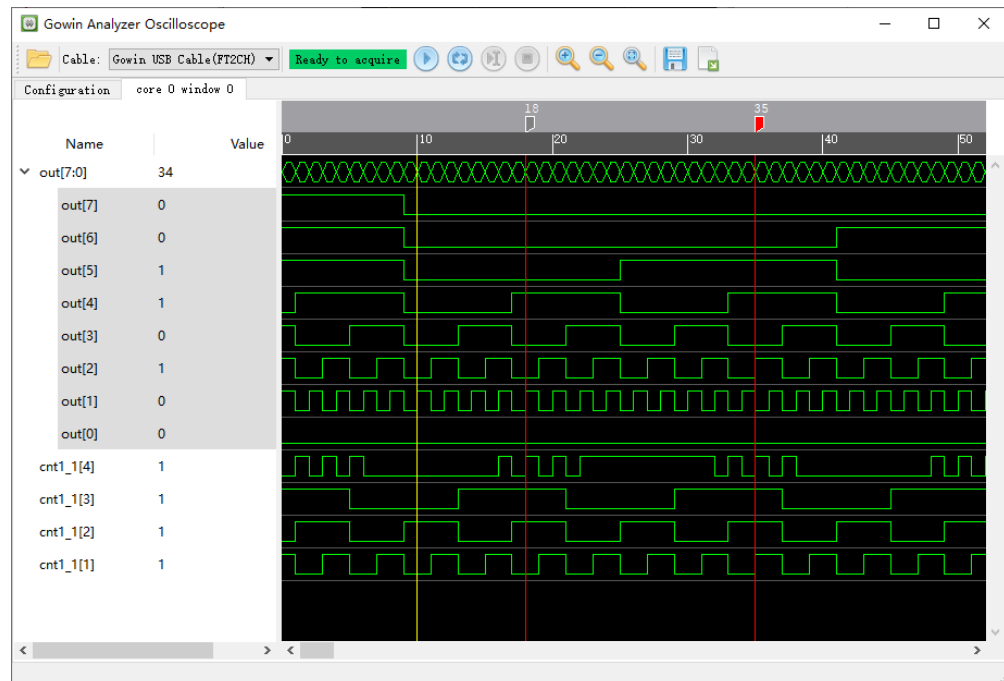 Gowin Analyzer Oscilloscope
Cable: Gowin USB Cable(FT2CH) Ready to acquire
Configuration core 0 window 0
18 35
Name Value 0 10 20 30 40 50
out[7:0] 34
out[7] 0
out[6] 0
out[5] 1
out[4] 1
out[3] 0
out[2] 1
out[1] 0
out[0] 0
cnt1_1[4] 1
cnt1_1[3] 1
cnt1_1[2] 1
cnt1_1[1] 1